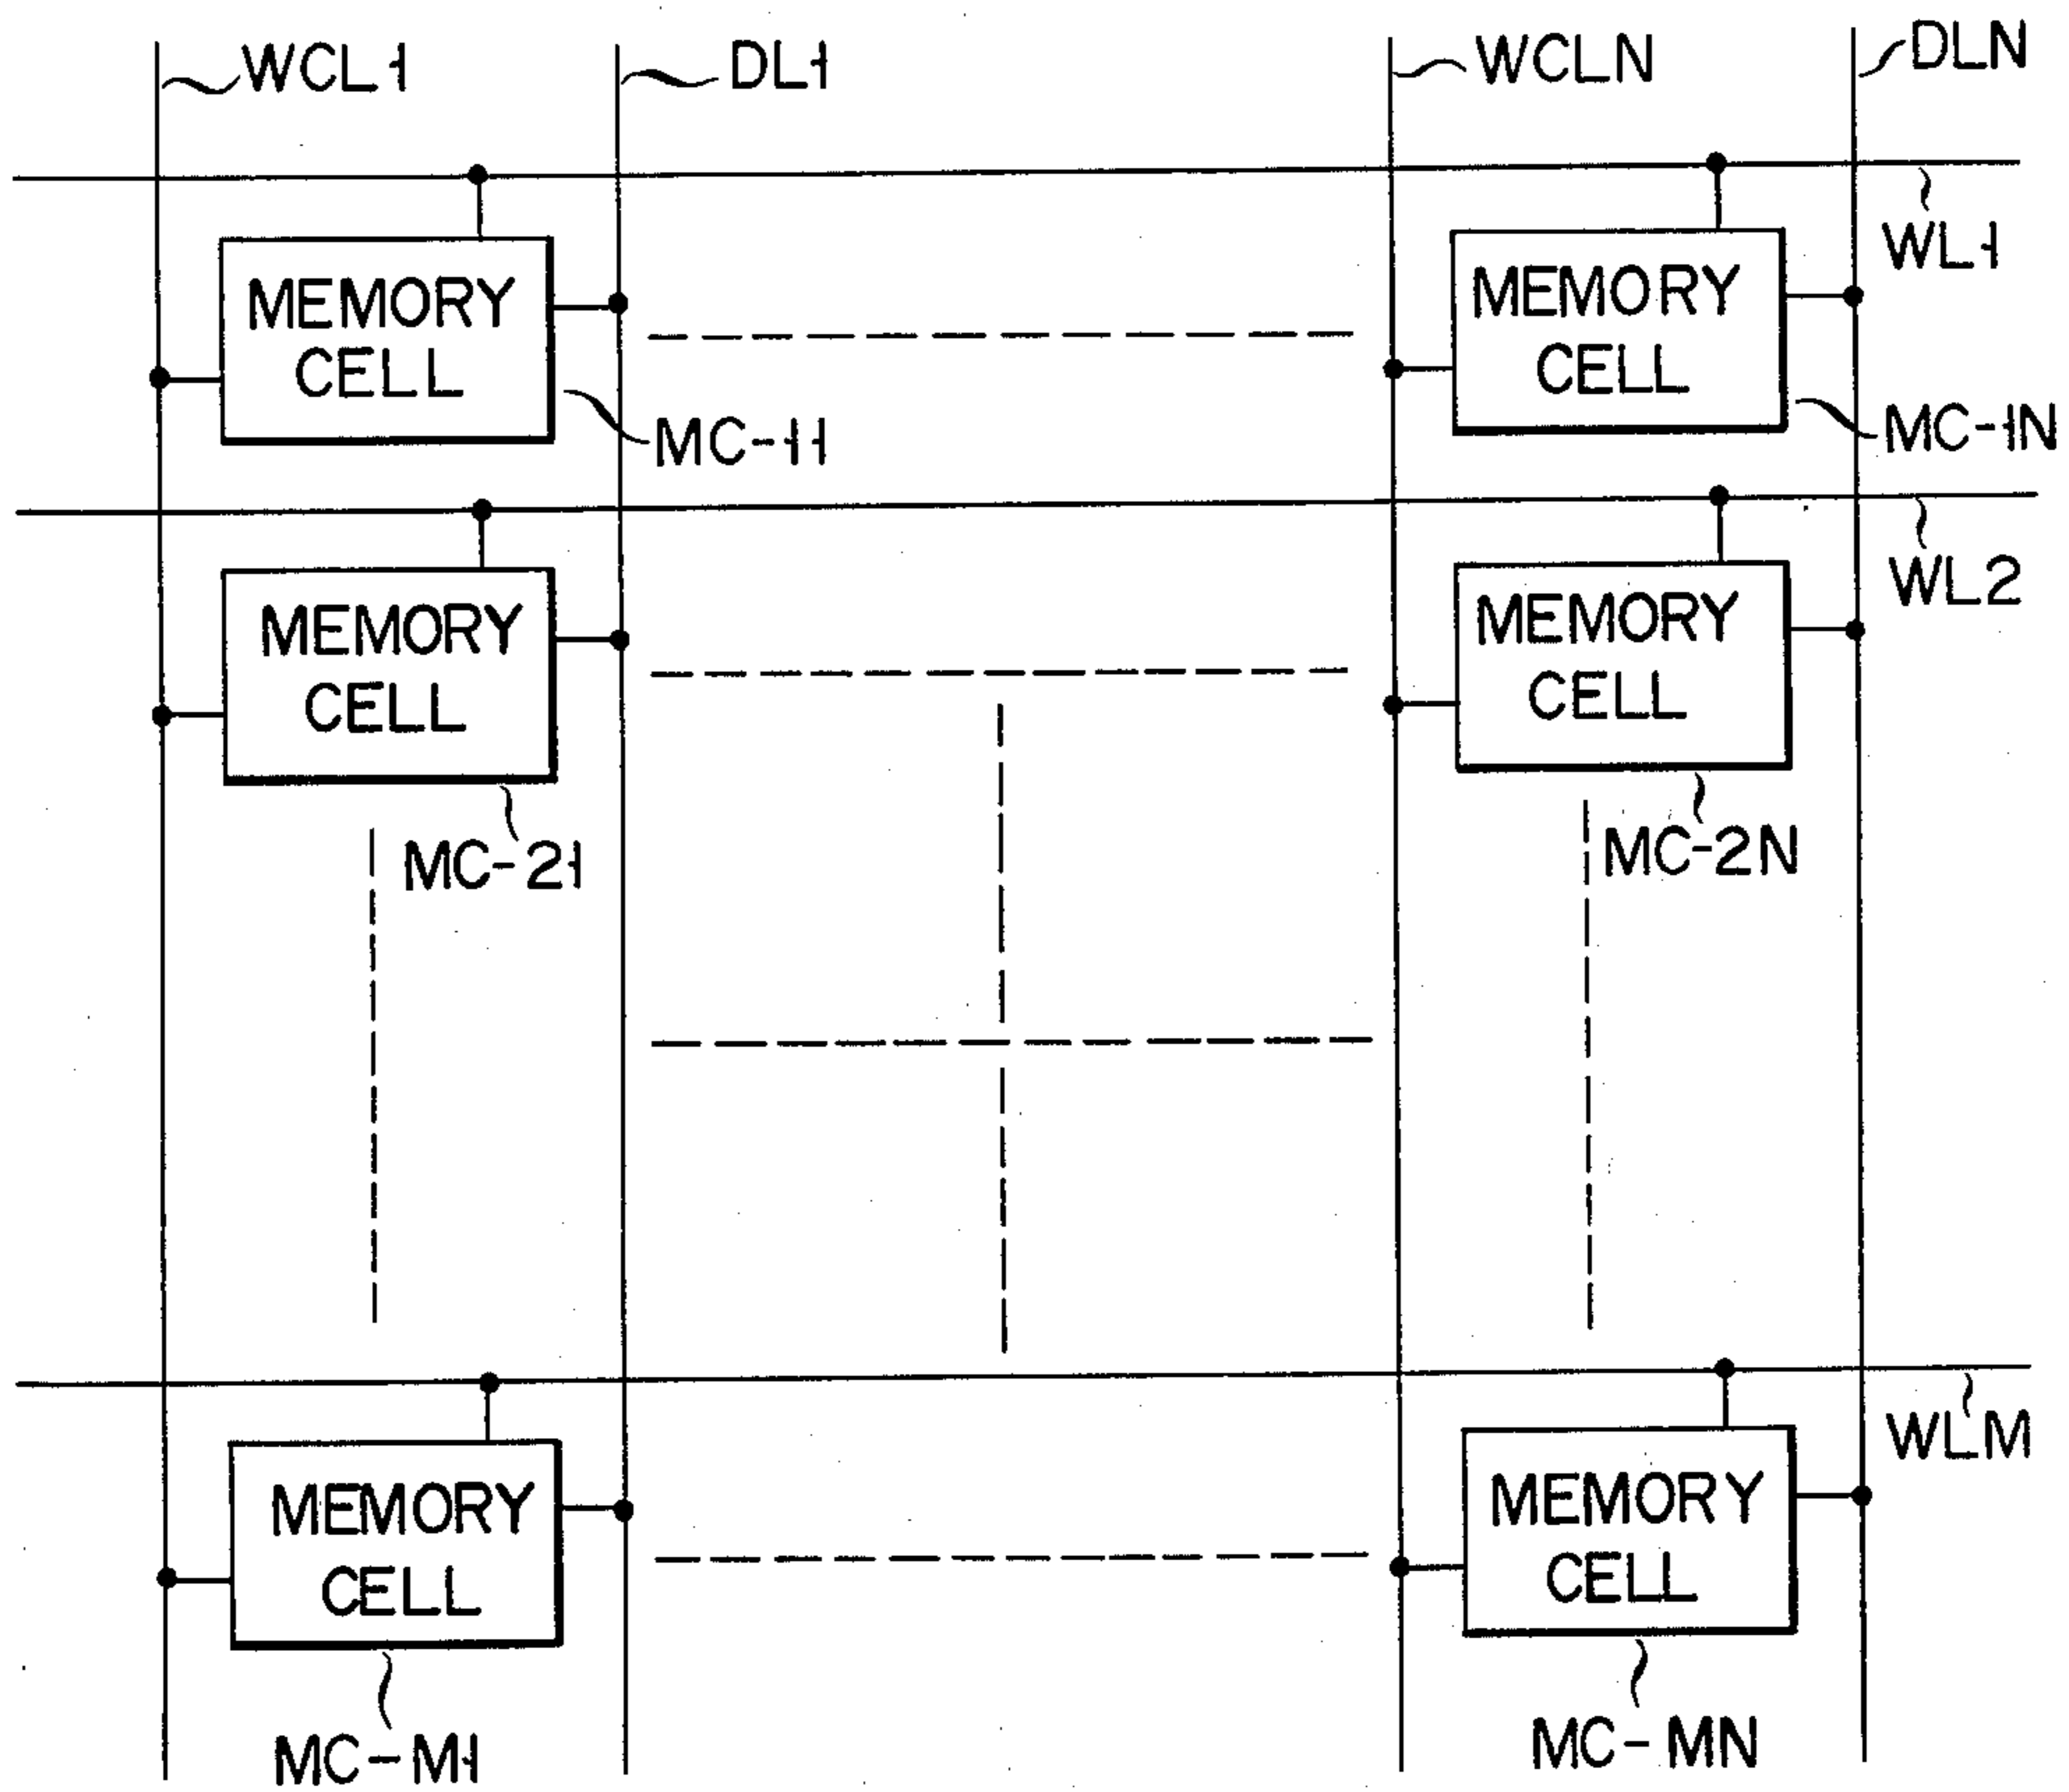 WCL1
DL1
WCLN
DLN
WL1
MEMORY
CELL
MEMORY
CELL
MC-11
MC-1N
WL2
MEMORY
CELL
MEMORY
CELL
MC-21
MC-2N
WLM
MEMORY
CELL
MEMORY
CELL
MC-M1
MC-MN